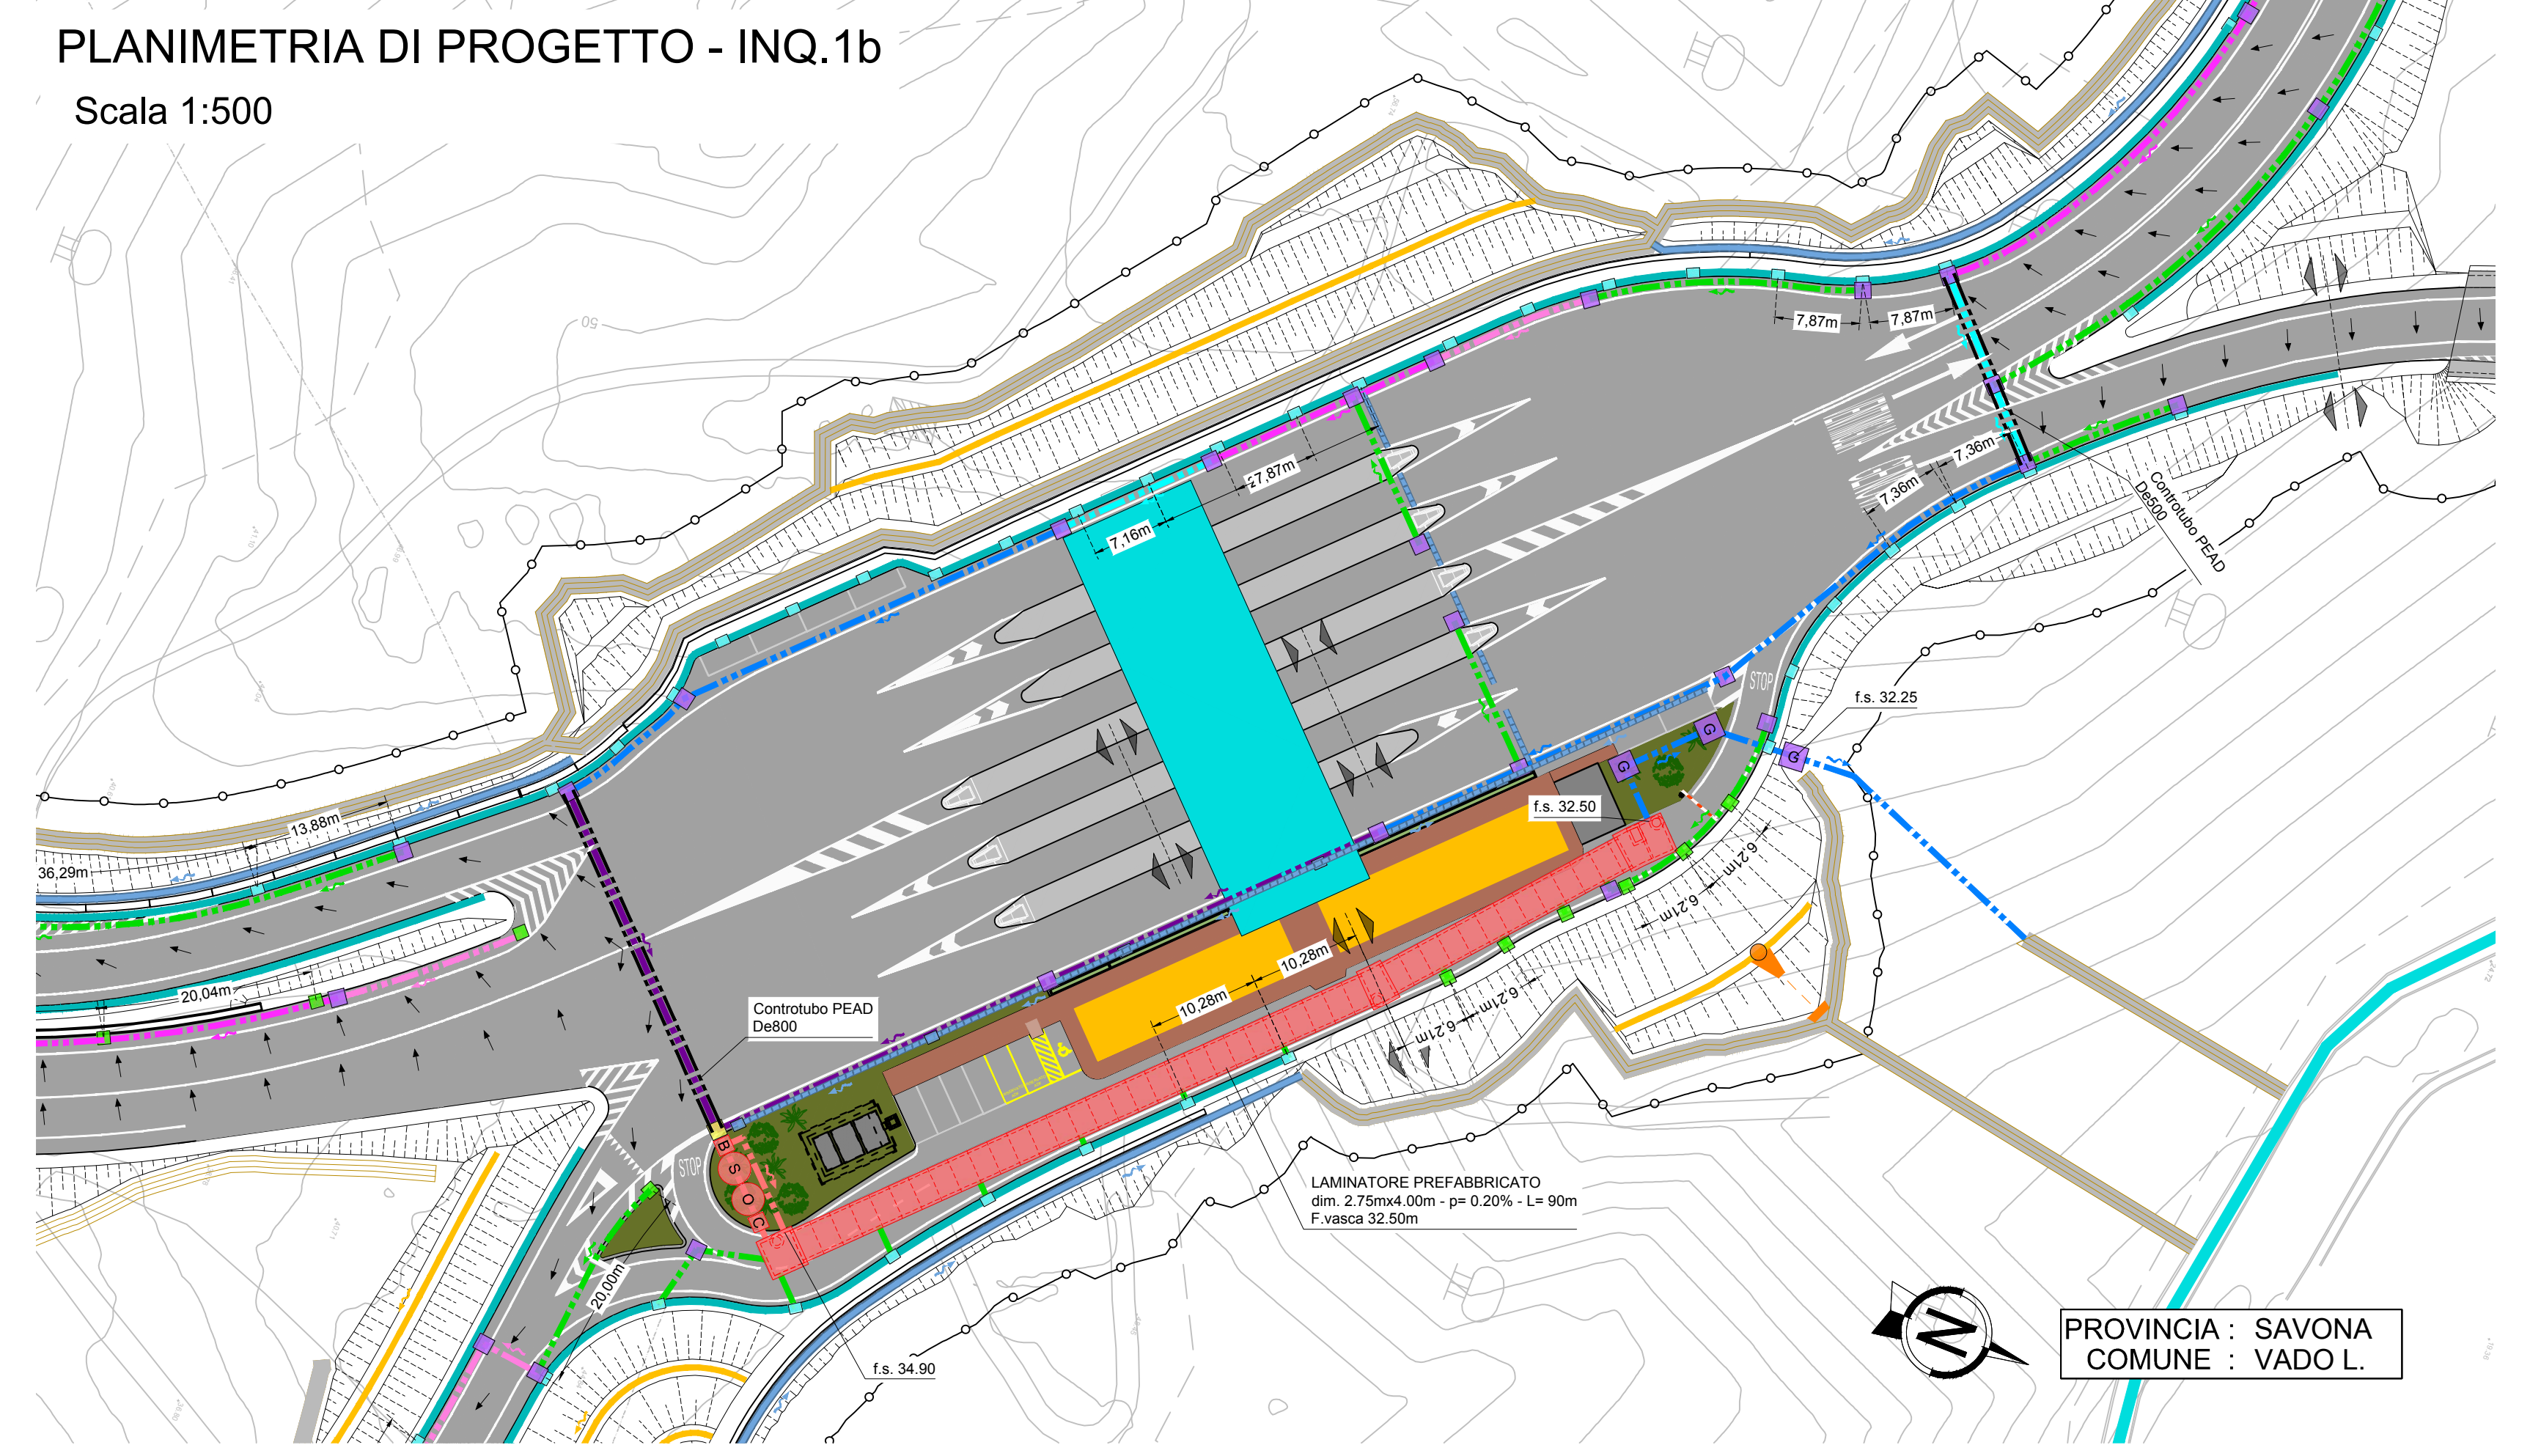 PLANIMETRIA DI PROGETTO - INQ.1b
Scala 1:500
50
7,87m
7,87m
27,87m
7,16m
7,36m
7,36m
Controtubo PEAD
De500
STOP
f.s. 32.25
G
G
G
f.s. 32.50
13,88m
36,29m
6.21m
6.21m
6.21m
6.21m
10,28m
10,28m
20,04m
Controtubo PEAD
De800
STOP
B
S
O
C
20,00m
LAMINATORE PREFABBRICATO
dim. 2.75mx4.00m - p= 0.20% - L= 90m
F.vasca 32.50m
f.s. 34.90
N
PROVINCIA : SAVONA
COMUNE : VADO L.